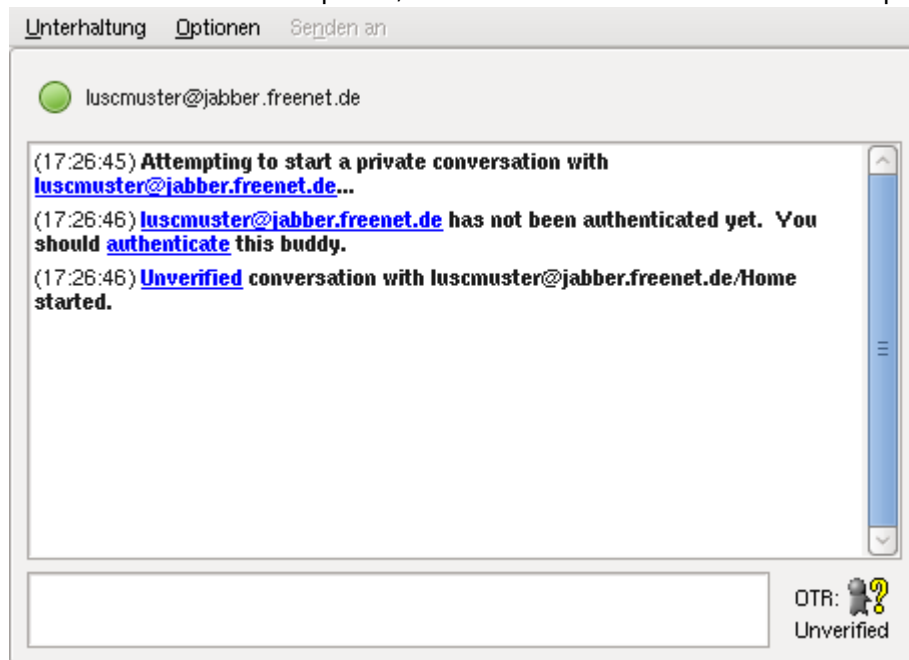 Unterhaltung Optionen Senden an
luscmuster@jabber.freenet.de
(17:26:45) Attempting to start a private conversation with
luscmuster@jabber.freenet.de...
(17:26:46) luscmuster@jabber.freenet.de has not been authenticated yet. You
should authenticate this buddy.
(17:26:46) Unverified conversation with luscmuster@jabber.freenet.de/Home
started.
OTR:
Unverified